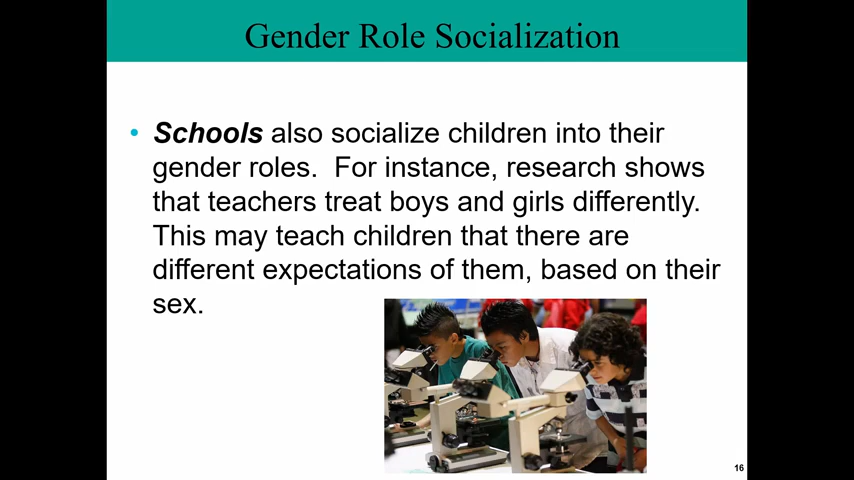 Gender Role Socialization
• Schools also socialize children into their
gender roles.  For instance, research shows
that teachers treat boys and girls differently.
This may teach children that there are
different expectations of them, based on their
sex.
16